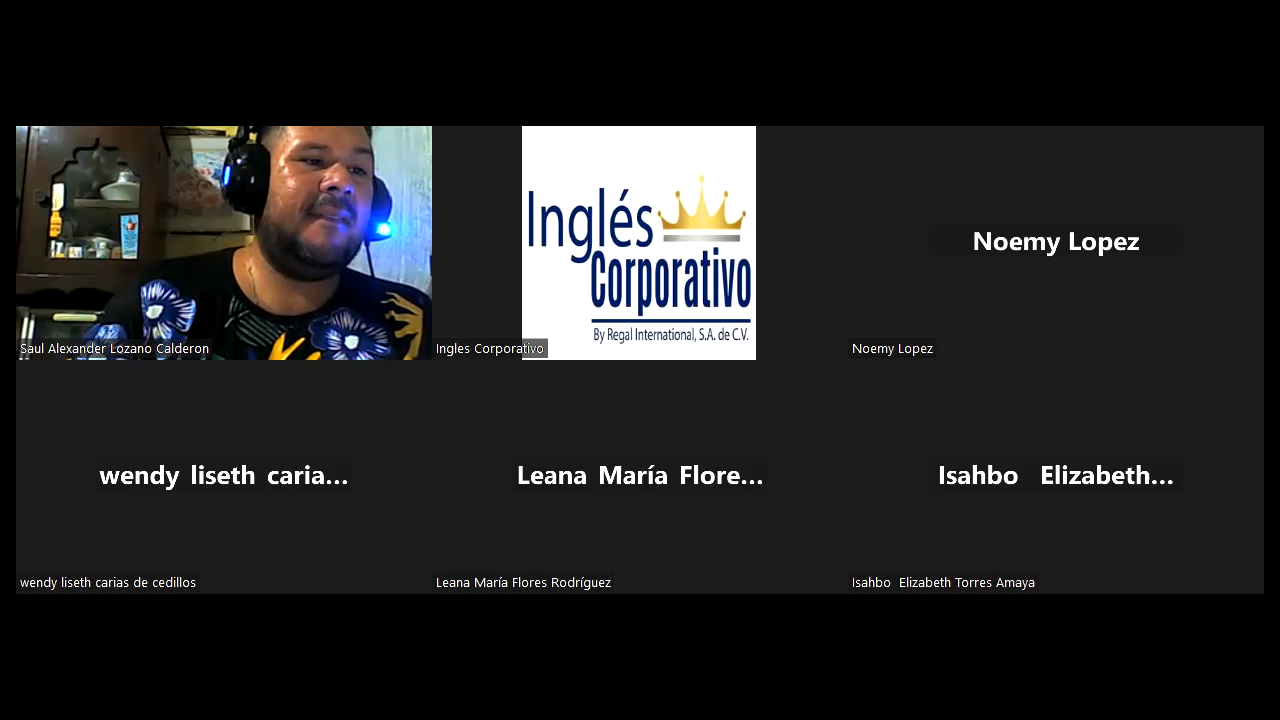 Inglés
Corporativo
By Regal International, S.A. de C.V.
Noemy Lopez
Saul Alexander Lozano Calderon
Ingles Corporativo
Noemy Lopez
wendy liseth caria...
Leana María Flore...
Isahbo Elizabeth...
wendy liseth carias de cedillos
Leana María Flores Rodríguez
Isahbo Elizabeth Torres Amaya